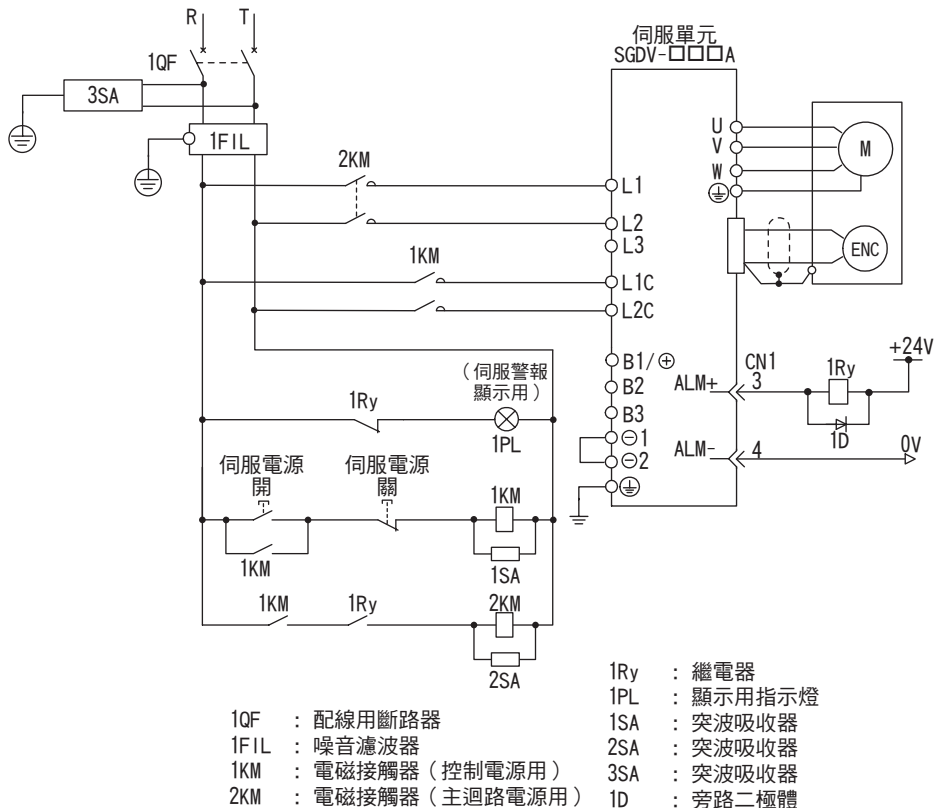 R T
1QF
3SA
1FIL
伺服單元
SGDV-□□□A
U
V
W
M
2KM
L1
L2
L3
ENC
1KM
L1C
L2C
(伺服警報
顯示用)
1Ry
1PL
B1/⊕
B2
B3
⊖1
⊖2
ALM+
CN1
3
1Ry
+24V
1D
ALM-
4
0V
伺服電源
開
伺服電源
關
1KM
1KM
1SA
1KM
1Ry
2KM
2SA
1QF : 配線用斷路器
1FIL : 噪音濾波器
1KM : 電磁接觸器(控制電源用)
2KM : 電磁接觸器(主迴路電源用)
1Ry : 繼電器
1PL : 顯示用指示燈
1SA : 突波吸收器
2SA : 突波吸收器
3SA : 突波吸收器
1D : 旁路二極體